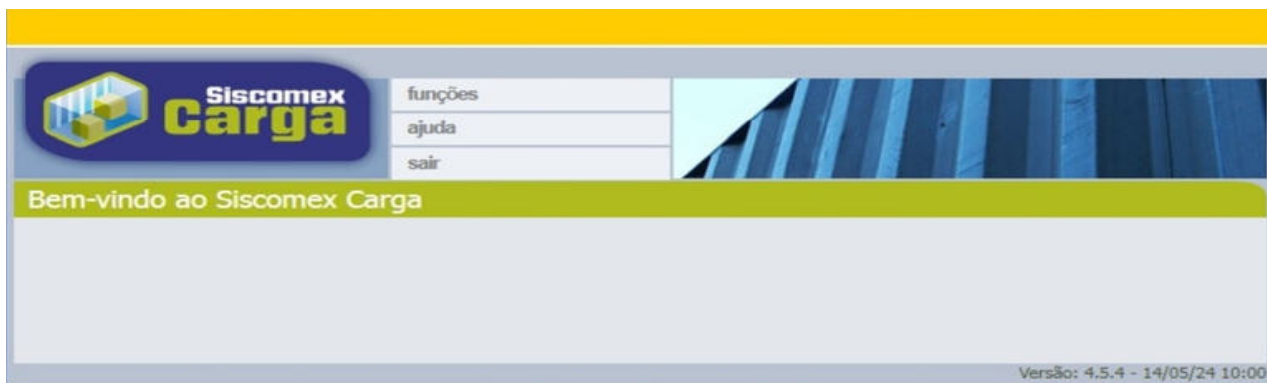 Siscomex
Carga
funções
ajuda
sair
Bem-vindo ao Siscomex Carga
Versão: 4.5.4 - 14/05/24 10:00